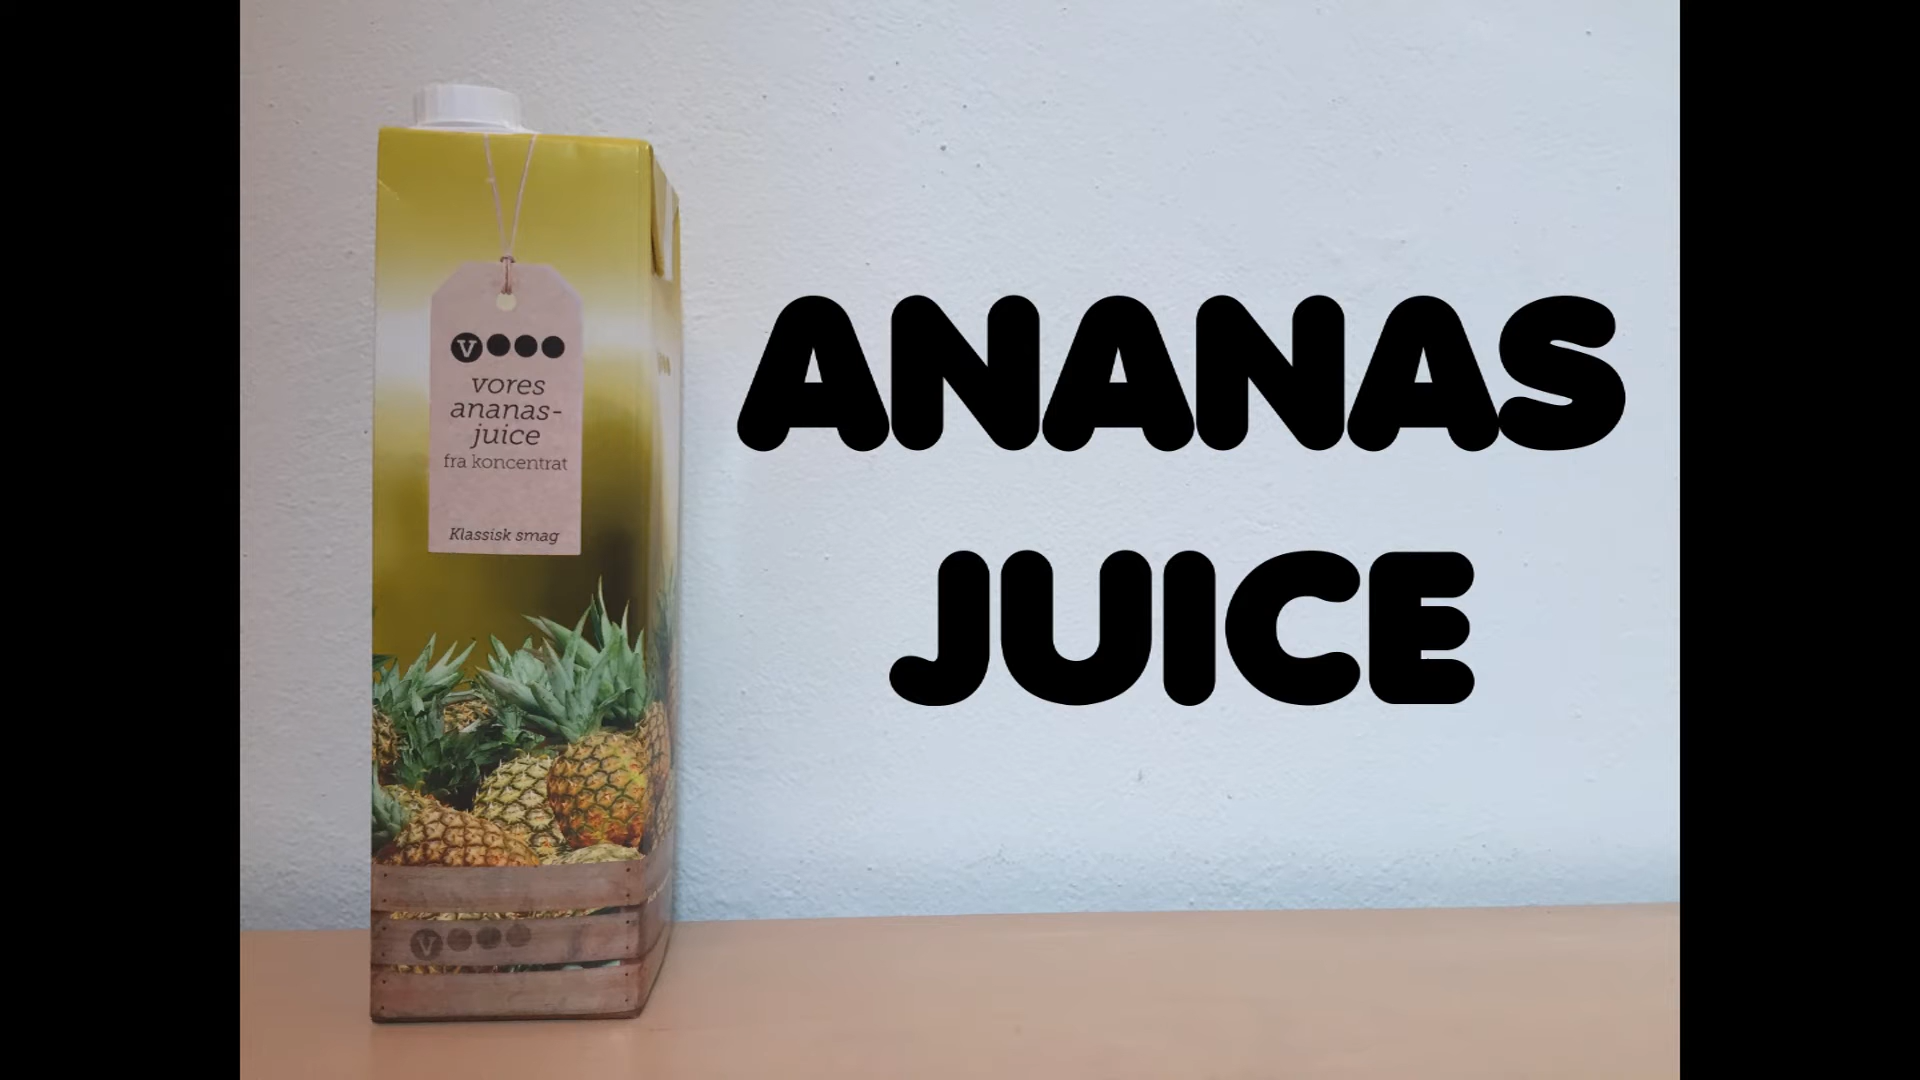 V
vores
ananas-
juice
fra koncentrat
Klassisk smag
V
ANANAS
JUICE